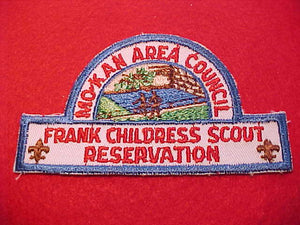 MO-KAN AREA COUNCIL
FRANK CHILDRESS SCOUT
RESERVATION